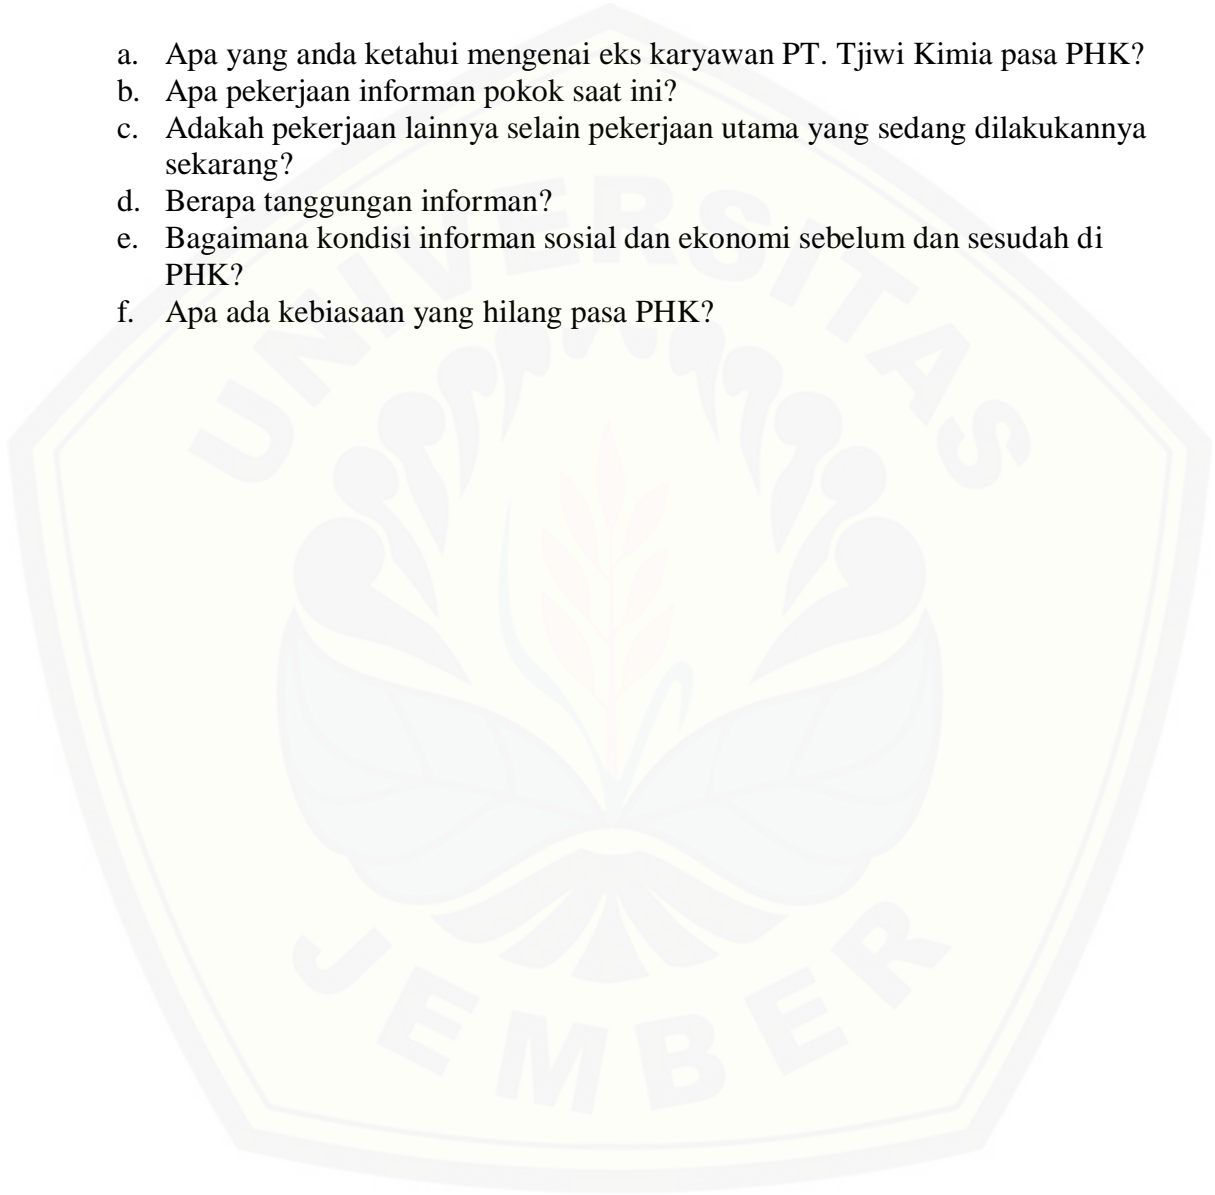 a. Apa yang anda ketahui mengenai eks karyawan PT. Tjiwi Kimia pasa PHK?
b. Apa pekerjaan informan pokok saat ini?
c. Adakah pekerjaan lainnya selain pekerjaan utama yang sedang dilakukannya
sekarang?
d. Berapa tanggungan informan?
e. Bagaimana kondisi informan sosial dan ekonomi sebelum dan sesudah di
PHK?
f. Apa ada kebiasaan yang hilang pasa PHK?
UNIVERSITAS
JEMBER